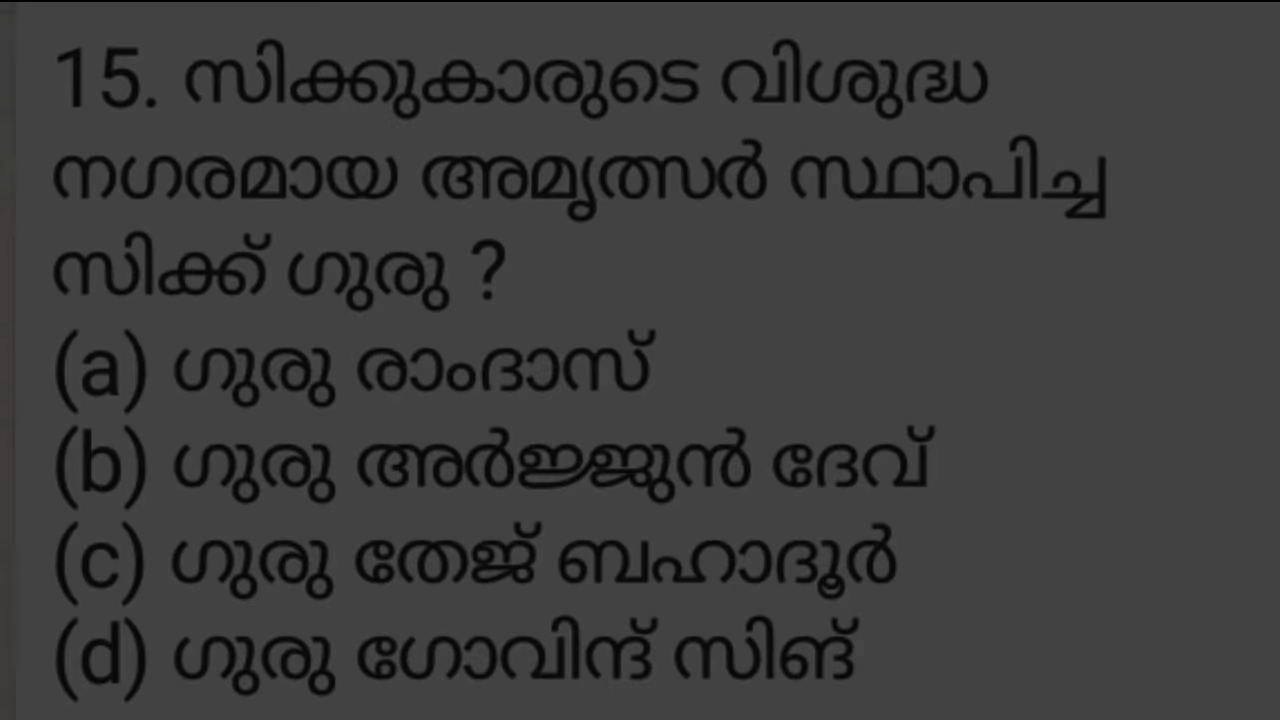 15. സിക്കുകാരുടെ വിശുദ്ധ
നഗരമായ അമൃത്സർ സ്ഥാപിച്ച
സിക്ക് ഗുരു ?
(a) ഗുരു രാംദാസ്
(b) ഗുരു അർജ്ജുൻ ദേവ്
(c) ഗുരു തേജ് ബഹാദൂർ
(d) ഗുരു ഗോവിന്ദ് സിങ്